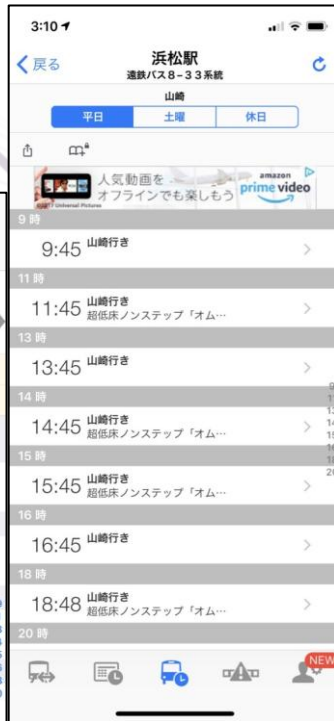 3:10
戻る
浜松駅
遠鉄バス8-33系統
山崎
平日 土曜 休日
人気動画を
オフラインでも楽しもう
amazon
prime video
Universal Pictures
9時
9:45 山崎行き
11時
11:45 山崎行き
超低床ノンステップ「オム…
13時
13:45 山崎行き
14時
14:45 山崎行き
超低床ノンステップ「オム…
15時
15:45 山崎行き
超低床ノンステップ「オム…
16時
16:45 山崎行き
18時
18:48 山崎行き
超低床ノンステップ「オム…
20時
NEW